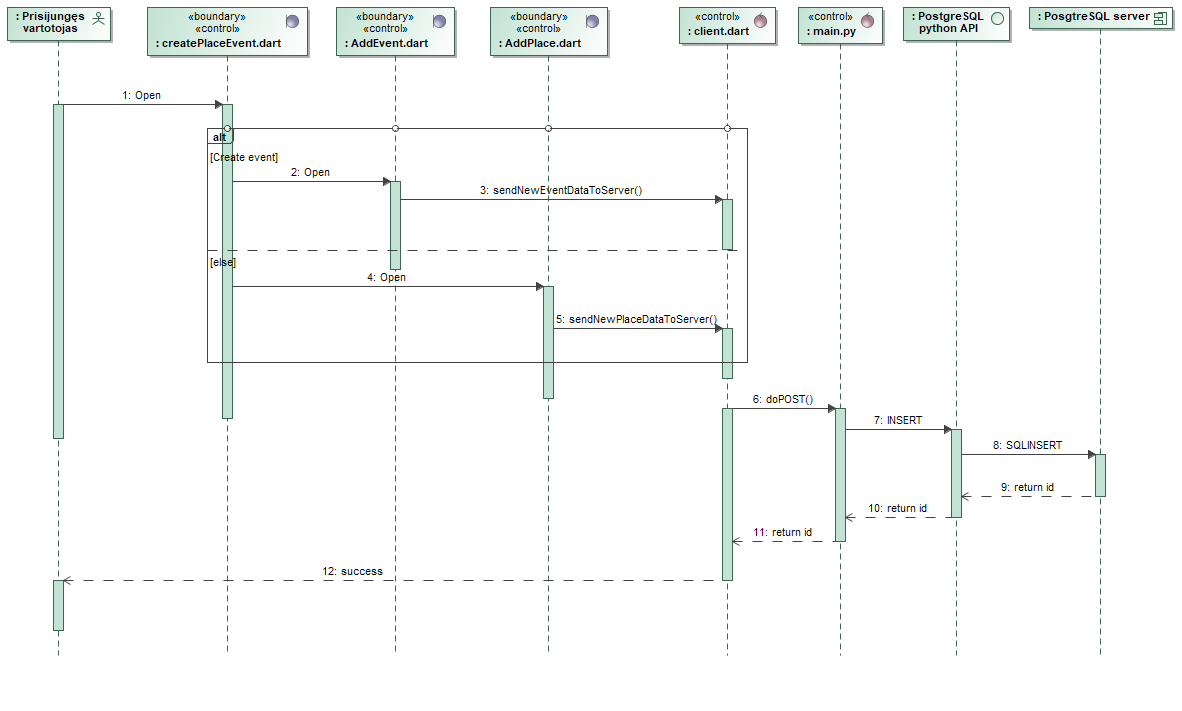 : Prisijungęs
vartotojas
«boundary»
«control»
: createPlaceEvent.dart
«boundary»
«control»
: AddEvent.dart
«boundary»
«control»
: AddPlace.dart
«control»
: client.dart
«control»
: main.py
: PostgreSQL
python API
: PosgtreSQL server
1: Open
alt
[Create event]
2: Open
3: sendNewEventDataToServer()
[else]
4: Open
5: sendNewPlaceDataToServer()
6: doPOST()
7: INSERT
8: SQLINSERT
9: return id
10: return id
11: return id
12: success